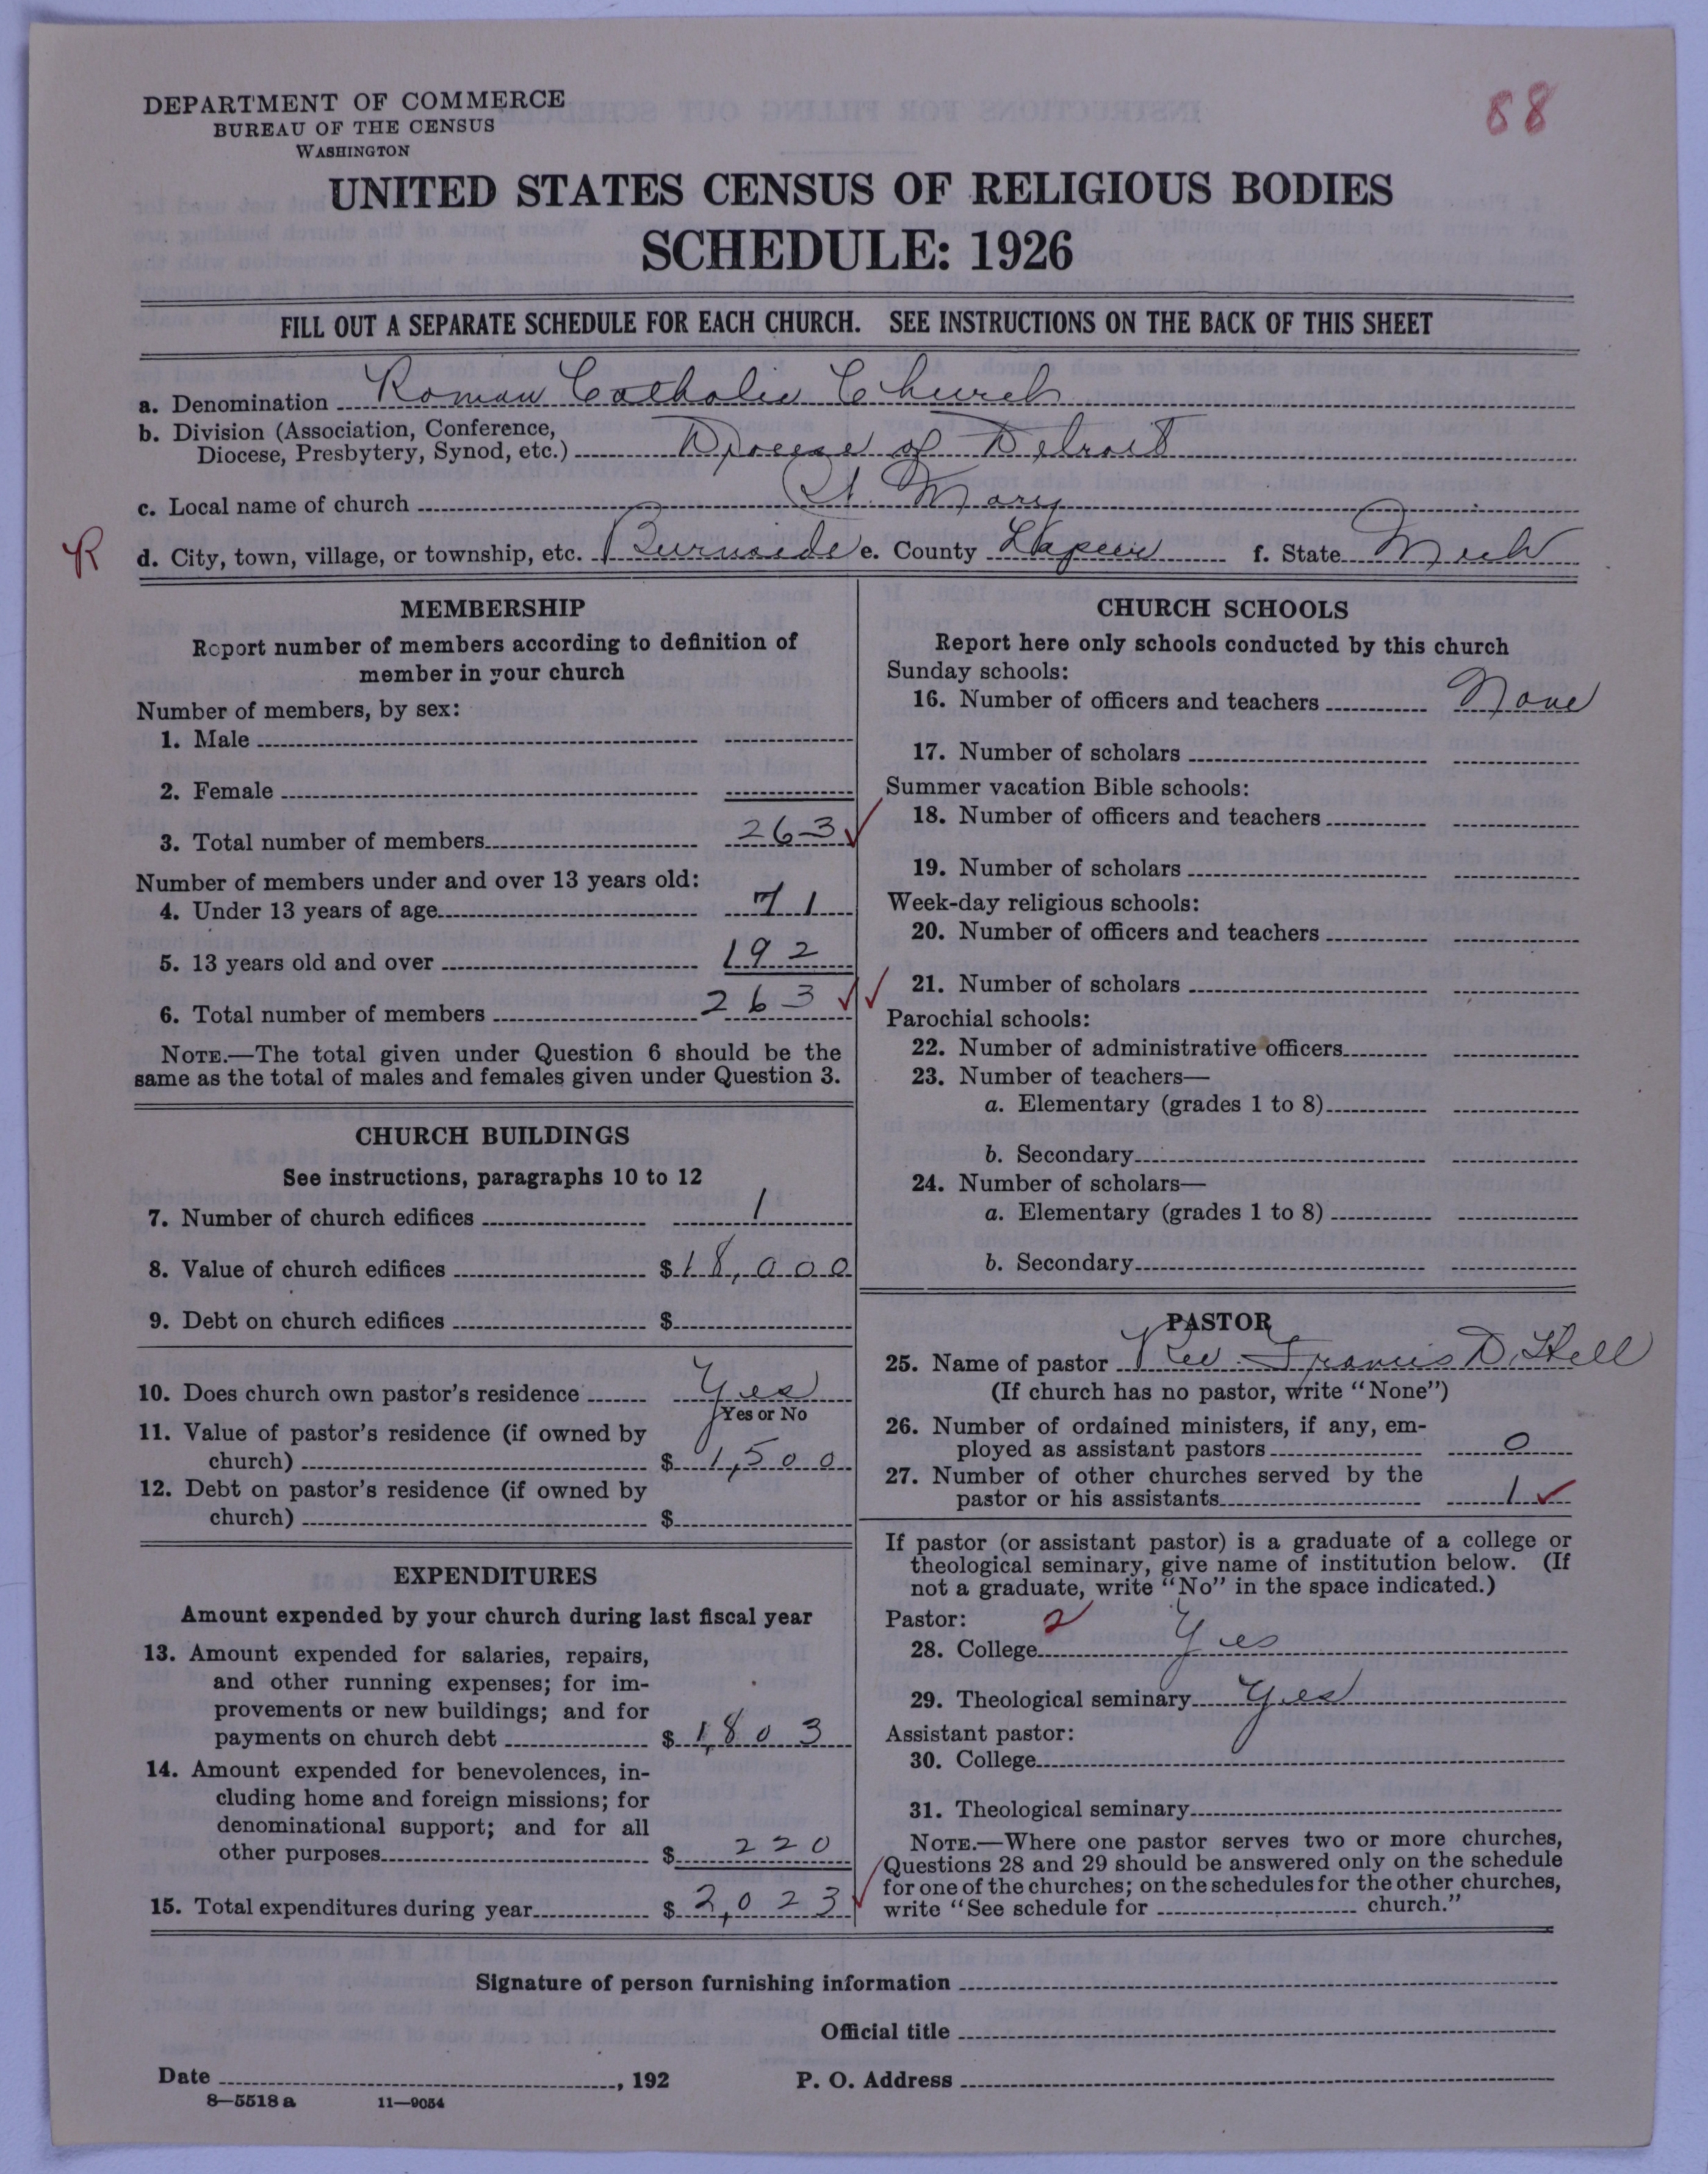 88
DEPARTMENT OF COMMERCE
BUREAU OF THE CENSUS
WASHINGTON
UNITED STATES CENSUS OF RELIGIOUS BODIES
SCHEDULE: 1926
FILL OUT A SEPARATE SCHEDULE FOR EACH CHURCH. SEE INSTRUCTIONS ON THE BACK OF THIS SHEET
a. Denomination Roman Catholic Church
b. Division (Association, Conference,
Diocese, Presbytery, Synod, etc.) Diocese of Detroit
c. Local name of church St. Mary
R d. City, town, village, or township, etc. Burnside e. County Lapeer f. State Mich
MEMBERSHIP
Report number of members according to definition of
member in your church
Number of members, by sex:
1. Male
2. Female
3. Total number of members 263
Number of members under and over 13 years old:
4. Under 13 years of age 71
5. 13 years old and over 192
6. Total number of members 263
NOTE.—The total given under Question 6 should be the
same as the total of males and females given under Question 3.
CHURCH BUILDINGS
See instructions, paragraphs 10 to 12
7. Number of church edifices 1
8. Value of church edifices $18,000
9. Debt on church edifices $
10. Does church own pastor's residence Yes
Yes or No
11. Value of pastor's residence (if owned by
church) $1,500
12. Debt on pastor's residence (if owned by
church) $
EXPENDITURES
Amount expended by your church during last fiscal year
13. Amount expended for salaries, repairs,
and other running expenses; for im-
provements or new buildings; and for
payments on church debt $1,803
14. Amount expended for benevolences, in-
cluding home and foreign missions; for
denominational support; and for all
other purposes $220
15. Total expenditures during year $2,023
CHURCH SCHOOLS
Report here only schools conducted by this church
Sunday schools:
16. Number of officers and teachers None
17. Number of scholars
Summer vacation Bible schools:
18. Number of officers and teachers
19. Number of scholars
Week-day religious schools:
20. Number of officers and teachers
21. Number of scholars
Parochial schools:
22. Number of administrative officers
23. Number of teachers—
a. Elementary (grades 1 to 8)
b. Secondary
24. Number of scholars—
a. Elementary (grades 1 to 8)
b. Secondary
PASTOR
25. Name of pastor Rev. Francis D.
(If church has no pastor, write "None")
26. Number of ordained ministers, if any, em-
ployed as assistant pastors 0
27. Number of other churches served by the
pastor or his assistants 1
If pastor (or assistant pastor) is a graduate of a college or
theological seminary, give name of institution below. (If
not a graduate, write "No" in the space indicated.)
Pastor: 2
28. College Yes
29. Theological seminary Yes
Assistant pastor:
30. College
31. Theological seminary
NOTE.—Where one pastor serves two or more churches,
Questions 28 and 29 should be answered only on the schedule
for one of the churches; on the schedules for the other churches,
write "See schedule for church."
Signature of person furnishing information
Official title
Date , 192 P. O. Address
8—5518a 11—9054